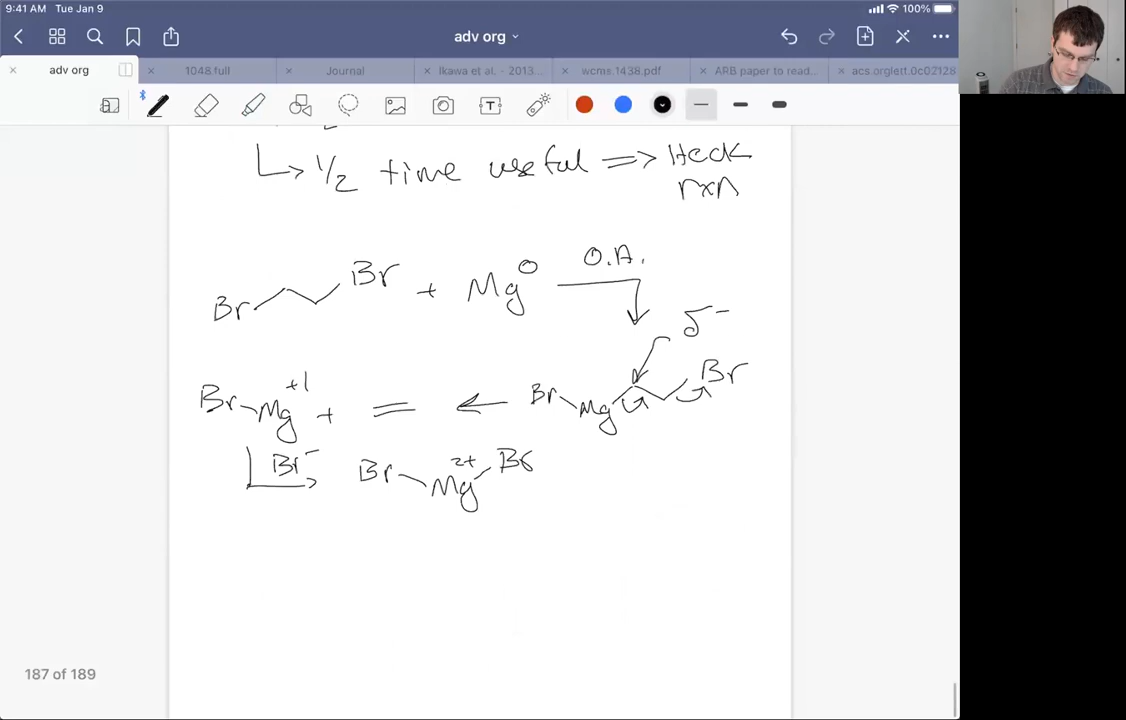 9:41 AM Tue Jan 9
100%
adv org
adv org
1048.full
Journal
Ikawa et al. - 2013...
wcms.1438.pdf
ARB paper to read...
acs.orglett.0c02128
↳ 1/2 time useful => Heck
rxn
Br Br + Mg⁰ O.A.
δ-
Br-Mg +1 + = ← Br Mg Br
Br- Br Mg 2+ Br
187 of 189